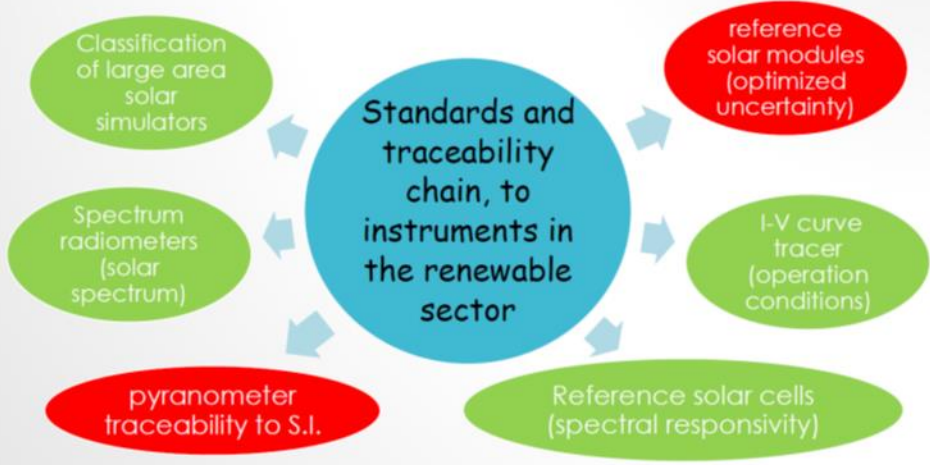 Classification
of large area
solar
simulators
reference
solar modules
(optimized
uncertainty)
Standards and
traceability
chain, to
instruments in
the renewable
sector
Spectrum
radiometers
(solar
spectrum)
I-V curve
tracer
(operation
conditions)
pyranometer
traceability to S.I.
Reference solar cells
(spectral responsivity)